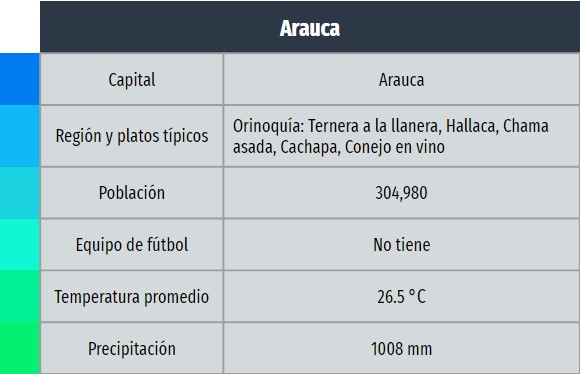 Arauca
Capital
Arauca
Región y platos típicos
Orinoquía: Ternera a la llanera, Hallaca, Chama
asada, Cachapa, Conejo en vino
Población
304,980
Equipo de fútbol
No tiene
Temperatura promedio
26.5 °C
Precipitación
1008 mm